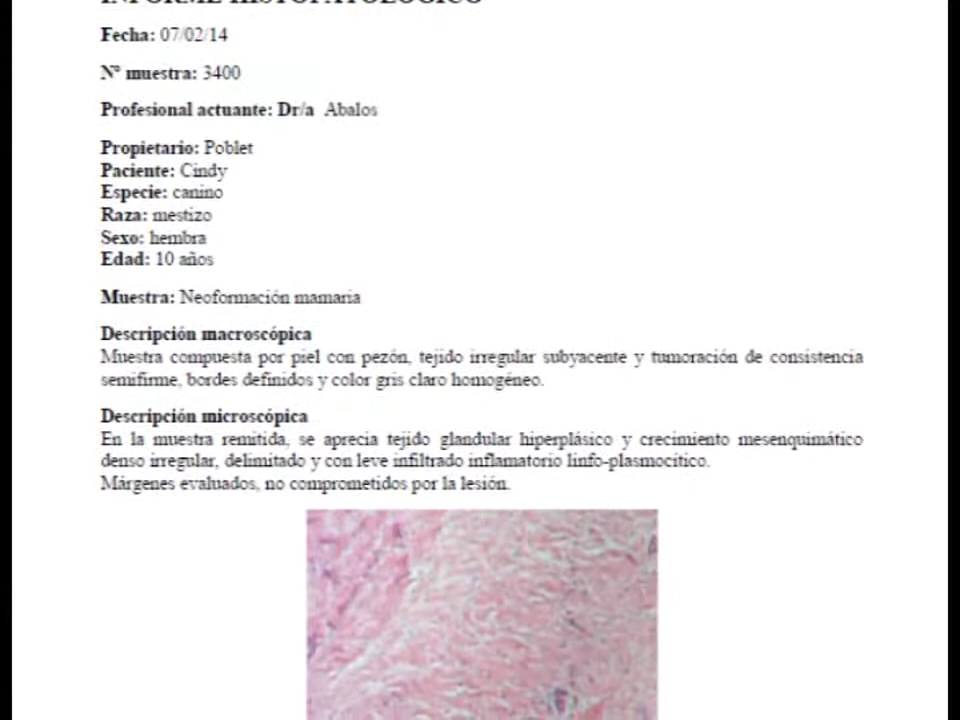 INFORME HISTOPATOLÓGICO
Fecha: 07/02/14
Nº muestra: 3400
Profesional actuante: Dr/a Abalos
Propietario: Poblet
Paciente: Cindy
Especie: canino
Raza: mestizo
Sexo: hembra
Edad: 10 años
Muestra: Neoformación mamaria
Descripción macroscópica
Muestra compuesta por piel con pezón, tejido irregular subyacente y tumoración de consistencia
semifirme, bordes definidos y color gris claro homogéneo.
Descripción microscópica
En la muestra remitida, se aprecia tejido glandular hiperplásico y crecimiento mesenquimático
denso irregular, delimitado y con leve infiltrado inflamatorio linfo-plasmocítico.
Márgenes evaluados, no comprometidos por la lesión.